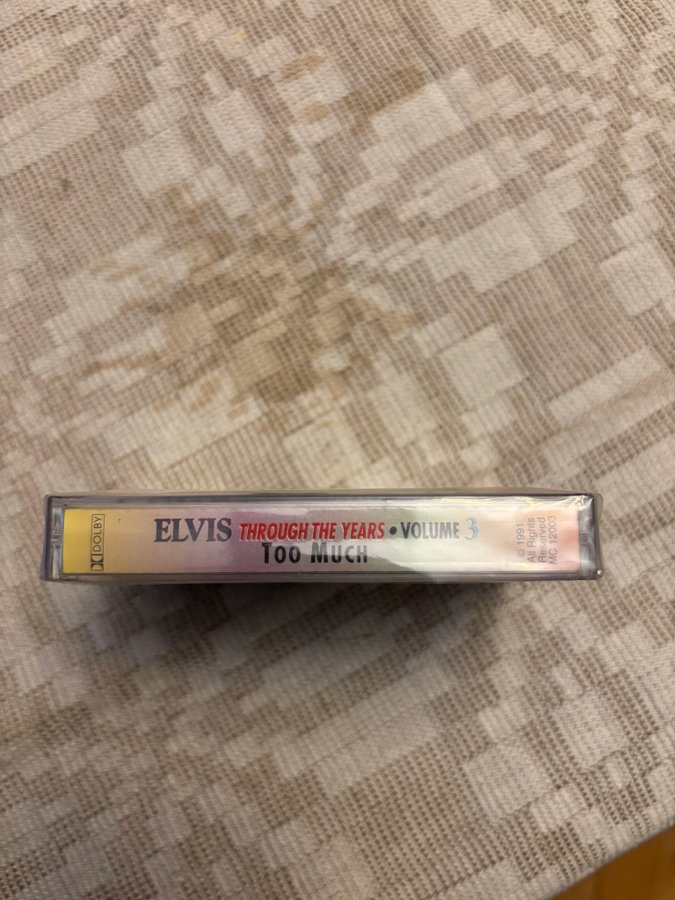 DOLBY
ELVIS THROUGH THE YEARS • VOLUME 3
TOO MUCH
© 1991
All Rights
Reserved
MC 12003